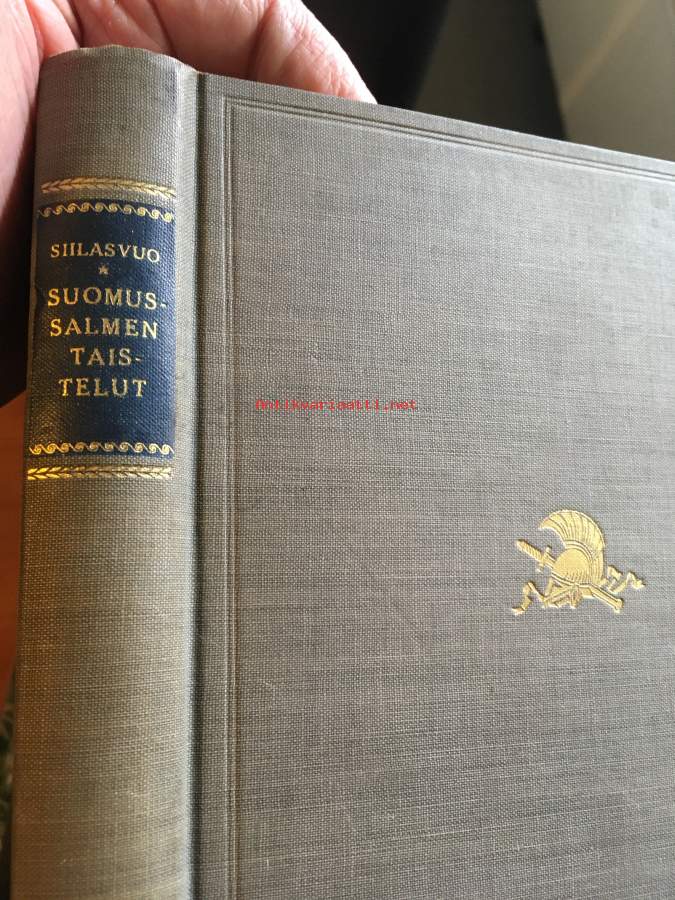 SIILASVUO
*
SUOMUS-
SALMEN
TAIS-
TELUT
Antikvariaatti.net